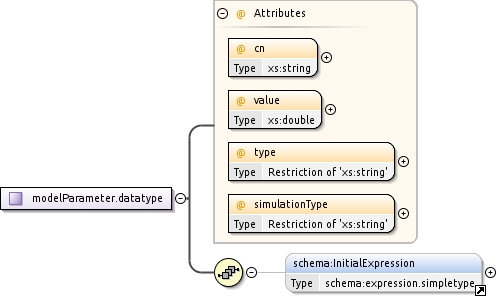 @ Attributes
@ cn
Type xs:string
@ value
Type xs:double
@ type
Type Restriction of 'xs:string'
@ simulationType
Type Restriction of 'xs:string'
modelParameter.datatype
schema:InitialExpression
Type schema:expression.simpletype